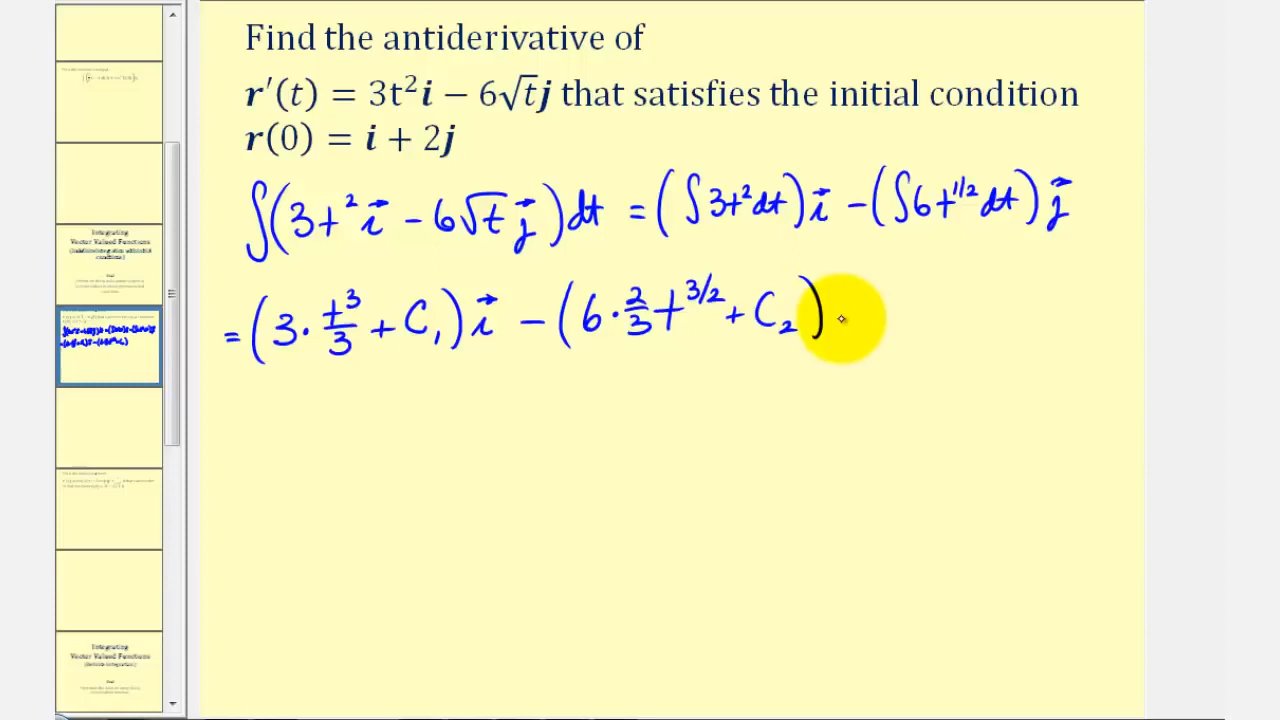 Find the antiderivative of
r′(t) = 3t²i − 6√t j that satisfies the initial condition
r(0) = i + 2j
∫(3t² i⃗ − 6√t j⃗)dt = (∫3t² dt) i⃗ − (∫6t^{1/2} dt) j⃗
= (3 · t³/3 + C₁) i⃗ − (6 · 2/3 t^{3/2} + C₂)
Integrating
Vector Valued Functions
Integrating
Vector Valued Functions